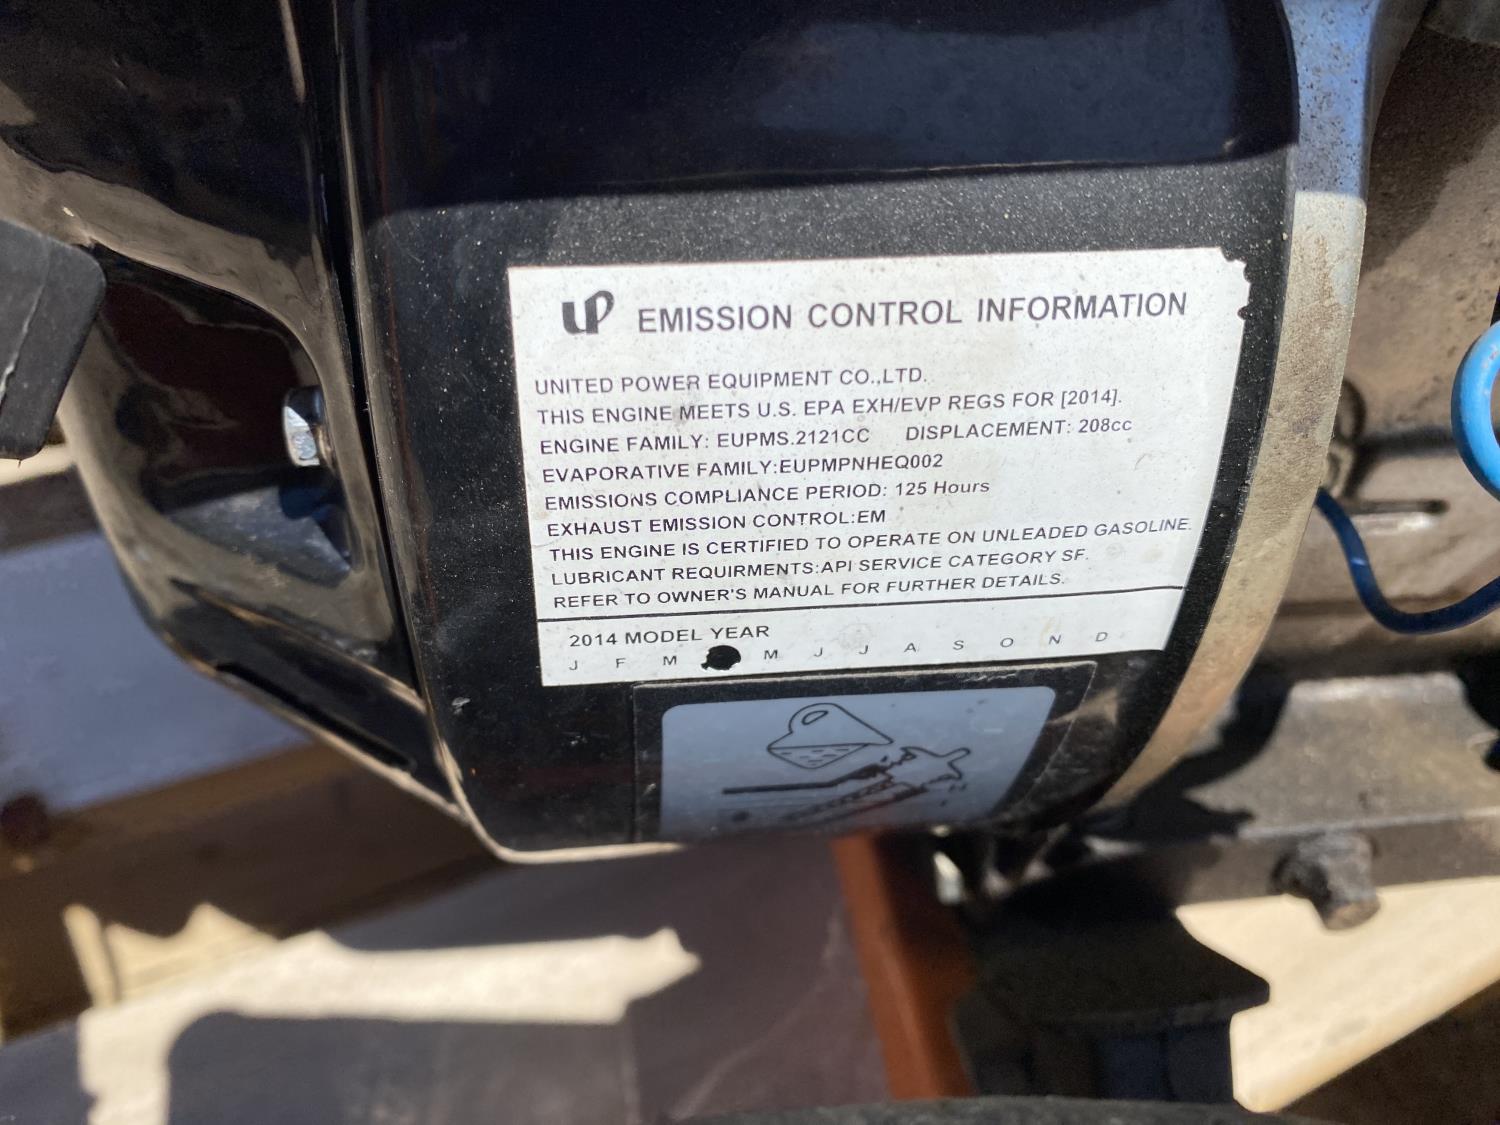 UP EMISSION CONTROL INFORMATION
UNITED POWER EQUIPMENT CO.,LTD.
THIS ENGINE MEETS U.S. EPA EXH/EVP REGS FOR [2014].
ENGINE FAMILY: EUPMS.2121CC DISPLACEMENT: 208cc
EVAPORATIVE FAMILY:EUPMPNHEQ002
EMISSIONS COMPLIANCE PERIOD: 125 Hours
EXHAUST EMISSION CONTROL:EM
THIS ENGINE IS CERTIFIED TO OPERATE ON UNLEADED GASOLINE.
LUBRICANT REQUIRMENTS:API SERVICE CATEGORY SF.
REFER TO OWNER'S MANUAL FOR FURTHER DETAILS.
2014 MODEL YEAR
J F M M J J A S O N D